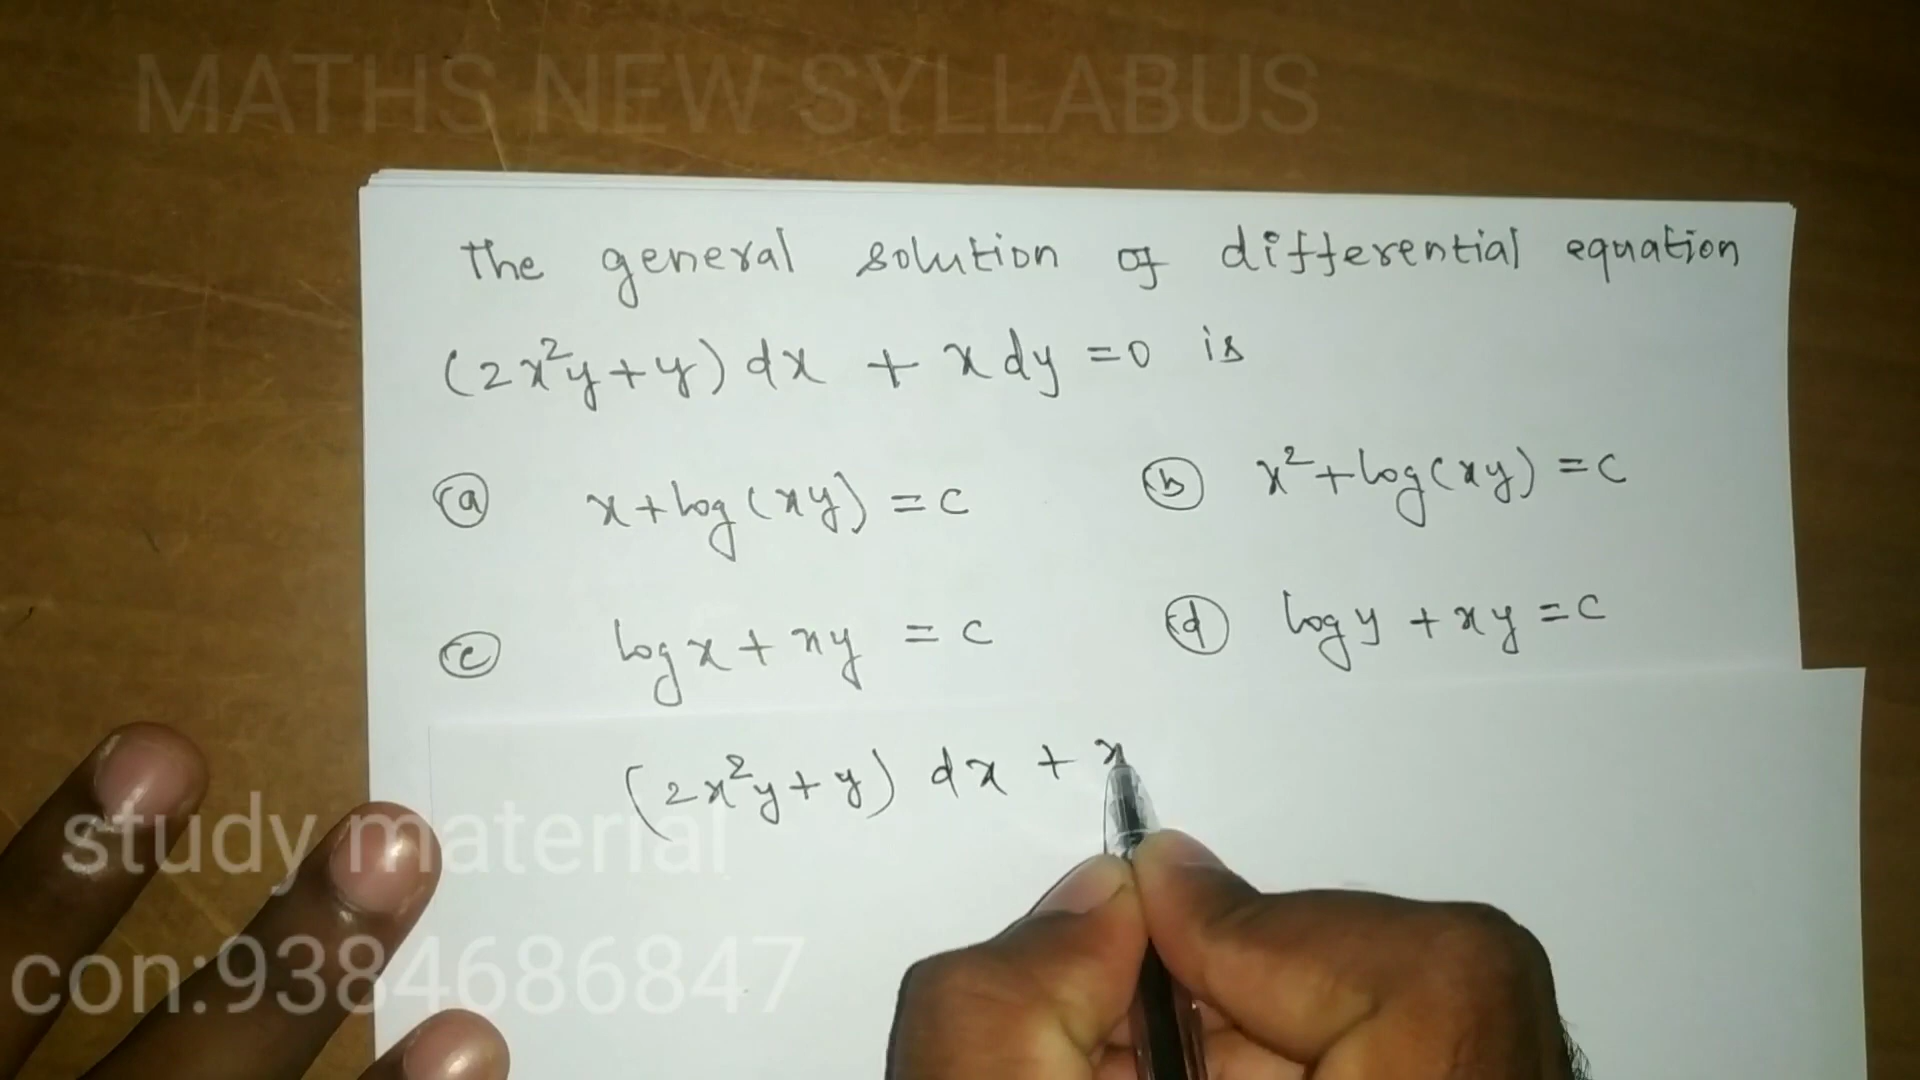 MATHS NEW SYLLABUS
The general solution of differential equation
(2x²y+y) dx + x dy =0 is
(a) x+log(xy) = c (b) x²+log(xy) = c
(c) log x + xy = c (d) log y + xy = c
(2x²y+y) dx + x
study material
con:9384686847